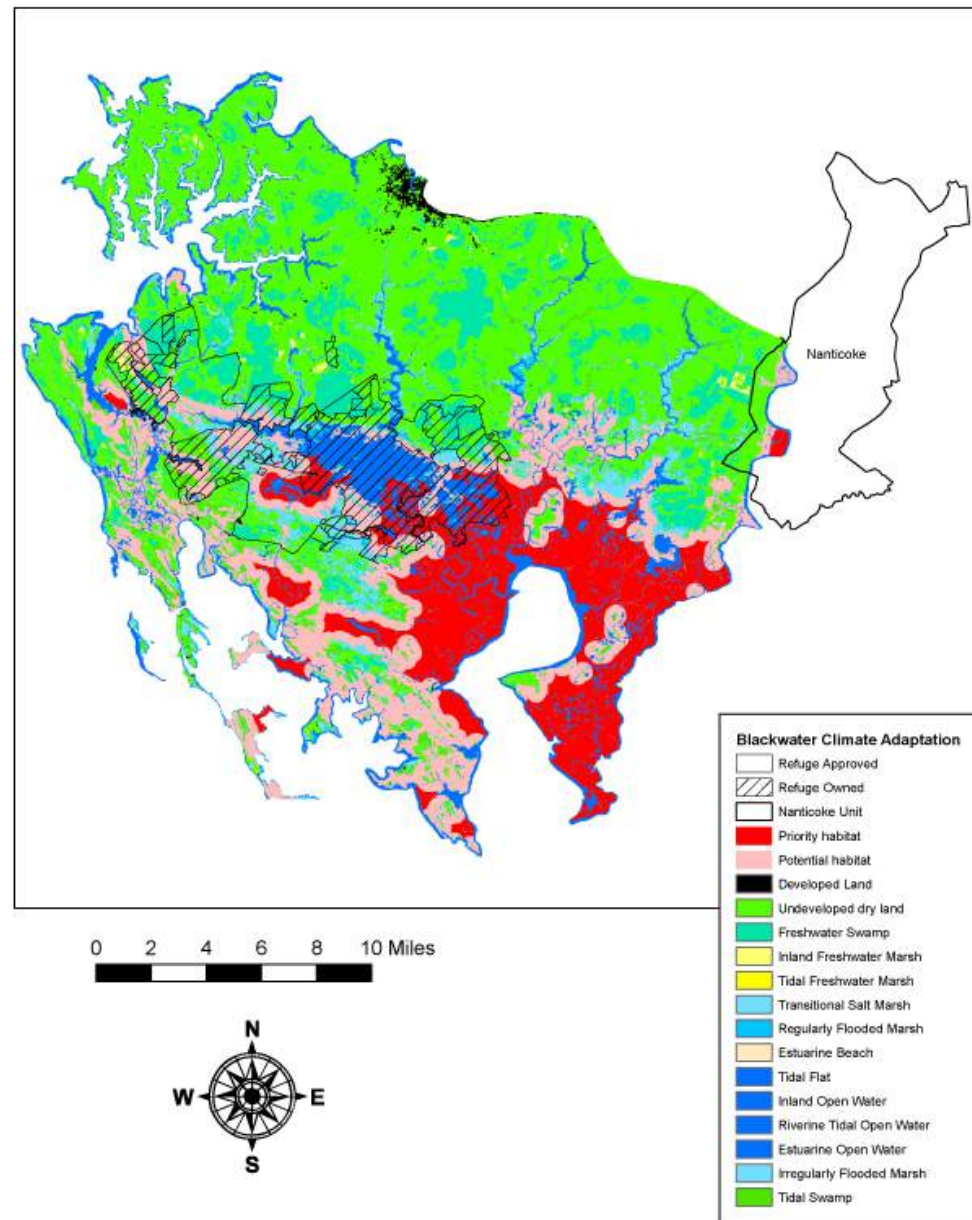 Nanticoke
Blackwater Climate Adaptation
Refuge Approved
Refuge Owned
Nanticoke Unit
Priority habitat
Potential habitat
Developed Land
Undeveloped dry land
Freshwater Swamp
Inland Freshwater Marsh
Tidal Freshwater Marsh
Transitional Salt Marsh
Regularly Flooded Marsh
Estuarine Beach
Tidal Flat
Inland Open Water
Riverine Tidal Open Water
Estuarine Open Water
Irregularly Flooded Marsh
Tidal Swamp
0 2 4 6 8 10 Miles
N
W E
S